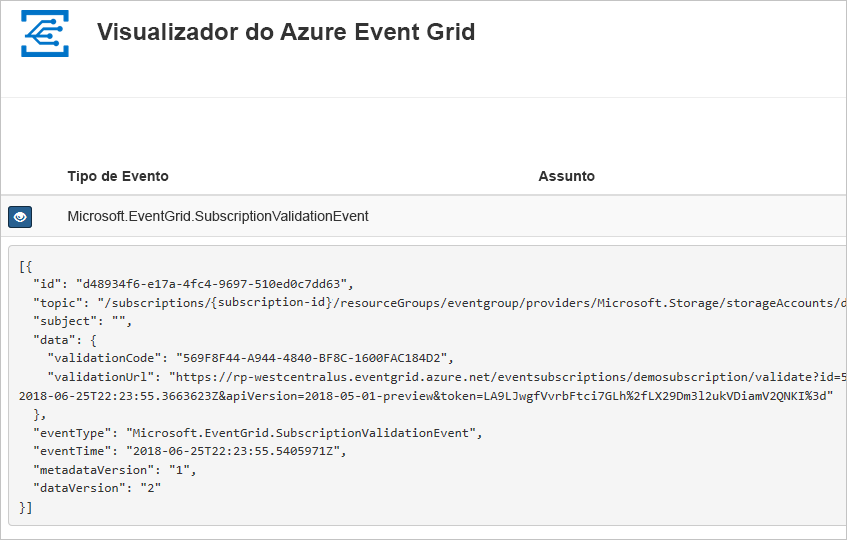 Visualizador do Azure Event Grid
Tipo de Evento Assunto
Microsoft.EventGrid.SubscriptionValidationEvent
[{
"id": "d48934f6-e17a-4fc4-9697-510ed0c7dd63",
"topic": "/subscriptions/{subscription-id}/resourceGroups/eventgroup/providers/Microsoft.Storage/storageAccounts/d
"subject": "",
"data": {
"validationCode": "569F8F44-A944-4840-BF8C-1600FAC184D2",
"validationUrl": "https://rp-westcentralus.eventgrid.azure.net/eventsubscriptions/demosubscription/validate?id=5
2018-06-25T22:23:55.3663623Z&apiVersion=2018-05-01-preview&token=LA9LJwgfVvrbFtci7GLh%2fLX29Dm3l2ukVDiamV2QNKI%3d"
},
"eventType": "Microsoft.EventGrid.SubscriptionValidationEvent",
"eventTime": "2018-06-25T22:23:55.5405971Z",
"metadataVersion": "1",
"dataVersion": "2"
}]